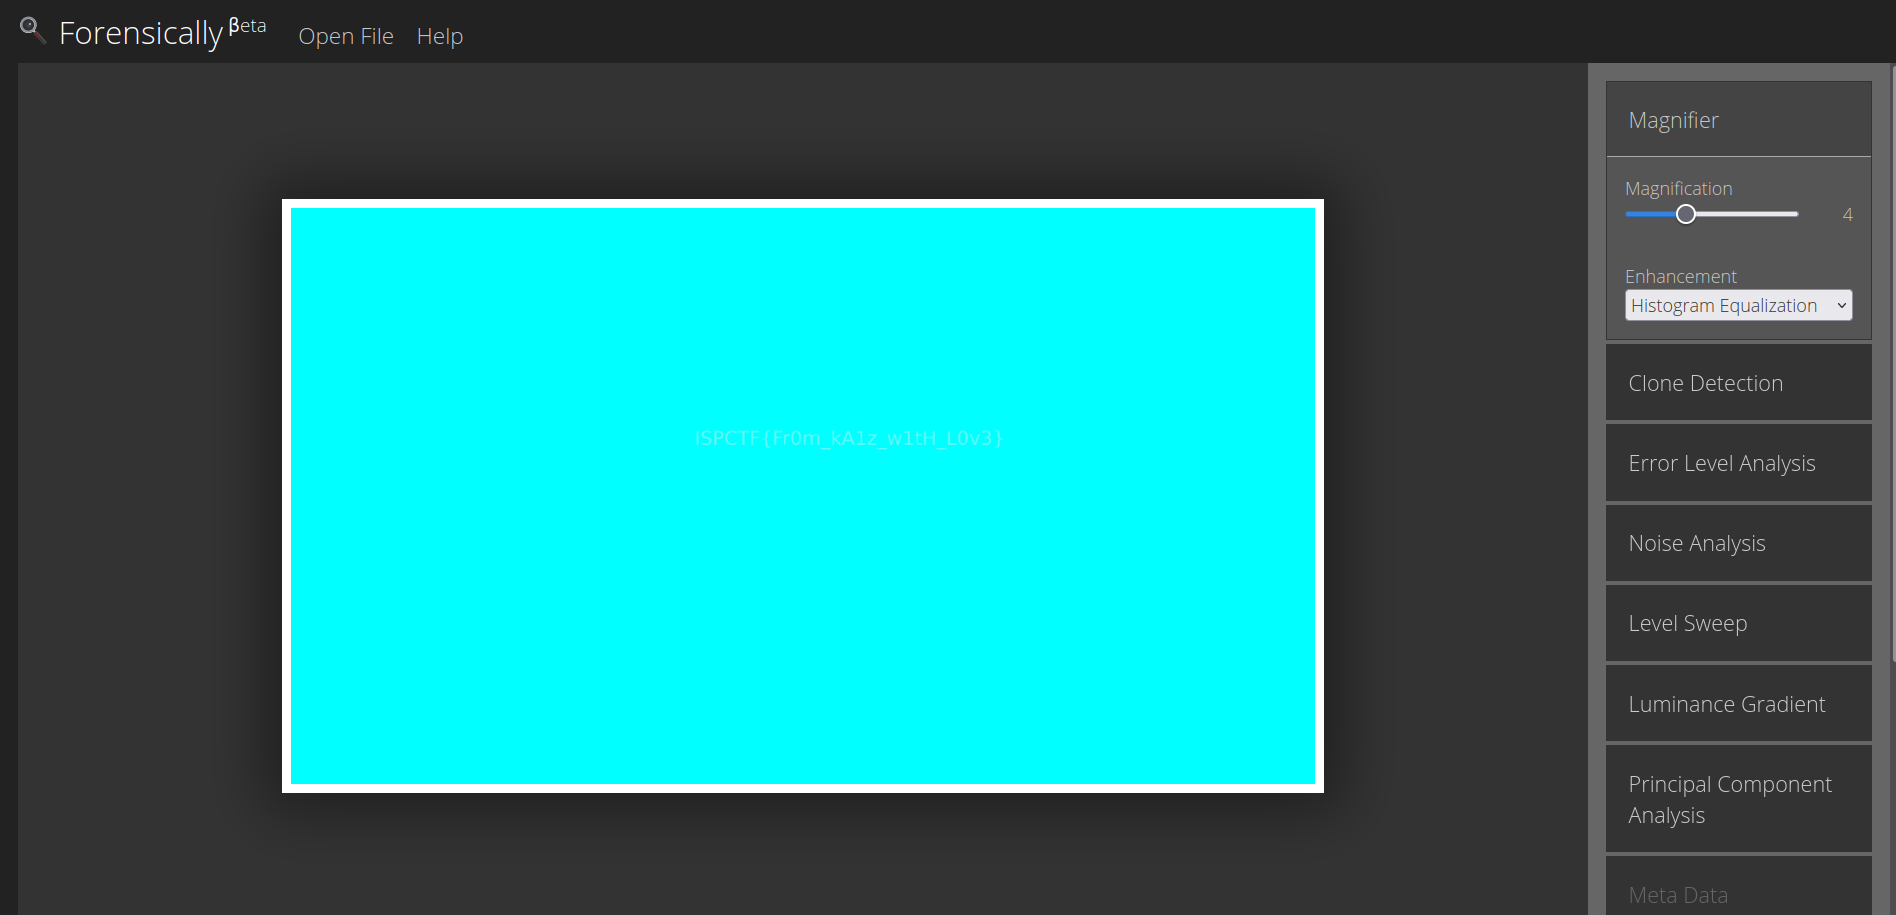 Forensically βeta
Open File
Help
ISPCTF{Fr0m_kA1z_w1tH_L0v3}
Magnifier
Magnification
4
Enhancement
Histogram Equalization
Clone Detection
Error Level Analysis
Noise Analysis
Level Sweep
Luminance Gradient
Principal Component
Analysis
Meta Data